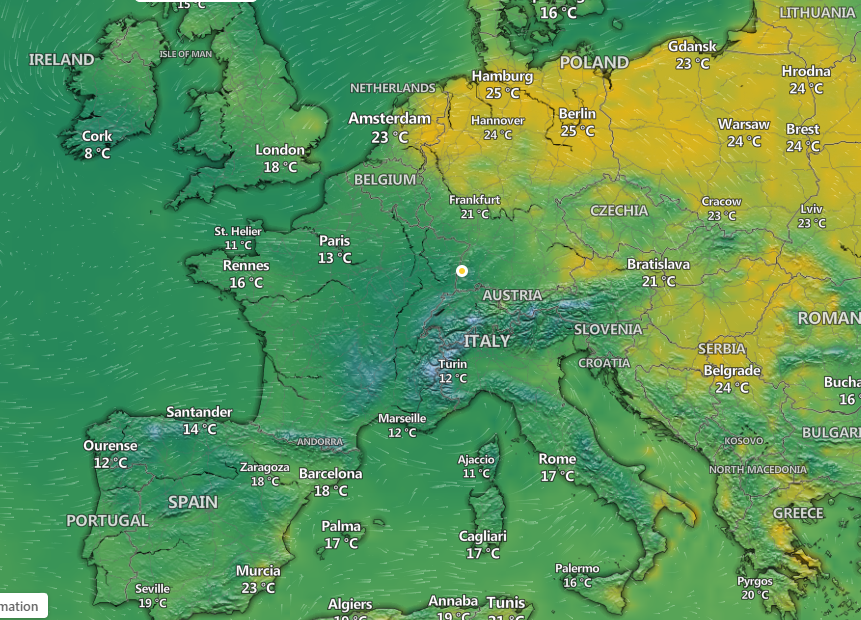 15 °C
16 °C
LITHUANIA
IRELAND
ISLE OF MAN
Gdansk
23 °C
POLAND
Hamburg
25 °C
Hrodna
24 °C
NETHERLANDS
Amsterdam
23 °C
Hannover
24 °C
Berlin
25 °C
Warsaw
24 °C
Brest
24 °C
Cork
8 °C
London
18 °C
BELGIUM
Frankfurt
21 °C
CZECHIA
Cracow
23 °C
Lviv
23 °C
St. Helier
11 °C
Paris
13 °C
Rennes
16 °C
Bratislava
21 °C
AUSTRIA
ROMAN
SLOVENIA
ITALY
SERBIA
CROATIA
Turin
12 °C
Belgrade
24 °C
Bucha
16 °
Santander
14 °C
Marseille
12 °C
ANDORRA
BULGAR
KOSOVO
Ourense
12 °C
Zaragoza
18 °C
Barcelona
18 °C
Ajaccio
11 °C
Rome
17 °C
NORTH MACEDONIA
SPAIN
PORTUGAL
GREECE
Palma
17 °C
Cagliari
17 °C
Murcia
23 °C
Seville
19 °C
Palermo
16 °C
Pyrgos
20 °C
mation
Algiers
Annaba
19 °C
Tunis
21 °C